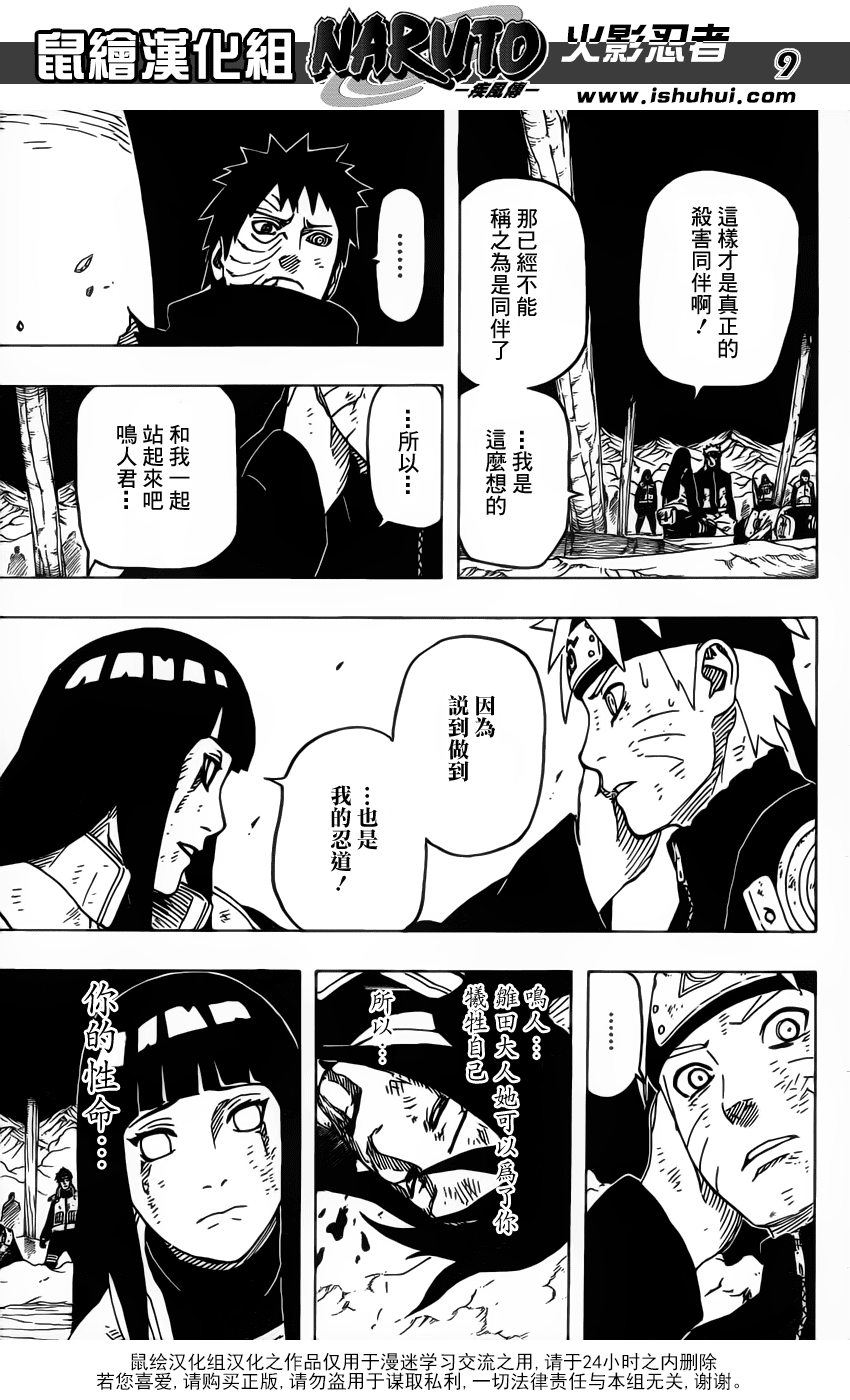 鼠繪漢化組
NARUTO
疾風傳
火影忍者
9
www.ishuhui.com
這樣才是真正的
殺害同伴啊！
那已經不能
稱之為是同伴了
…我是
這麼想的
……
…所以…
和我一起
站起來吧
鳴人君…
因為
説到做到
…也是
我的忍道！
……
鳴人…
雛田大人她可以爲了你
犧牲自己
所以…
你的性命…
鼠绘汉化组汉化之作品仅用于漫迷学习交流之用,请于24小时之内删除
若您喜爱,请购买正版,请勿盗用于谋取私利,一切法律责任与本组无关,谢谢。